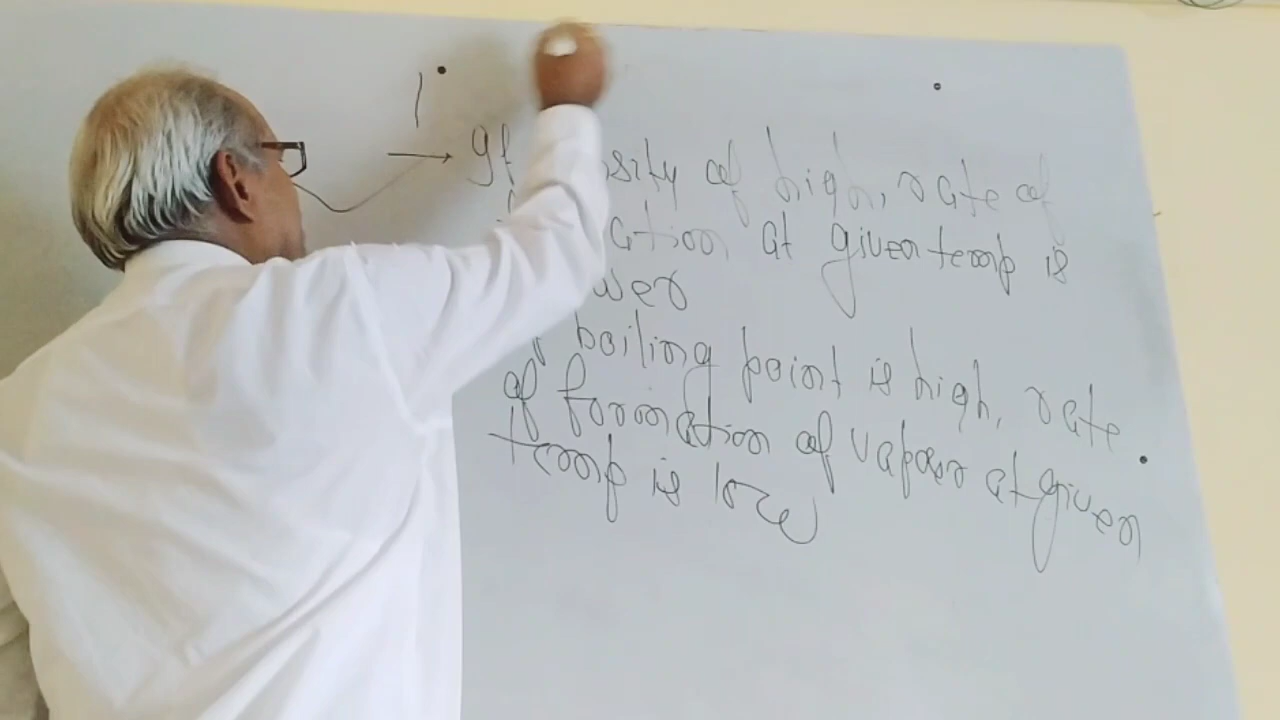 If sity of high, rate of
ation at given temp is
wer
boiling point is high, rate
of formation of vapour at given
temp is low